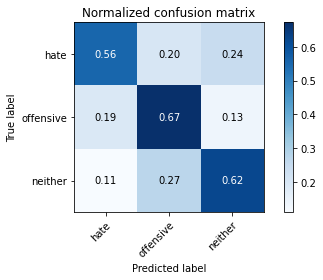 Normalized confusion matrix
True label
hate 0.56 0.20 0.24
offensive 0.19 0.67 0.13
neither 0.11 0.27 0.62
hate offensive neither
Predicted label
0.6
0.5
0.4
0.3
0.2